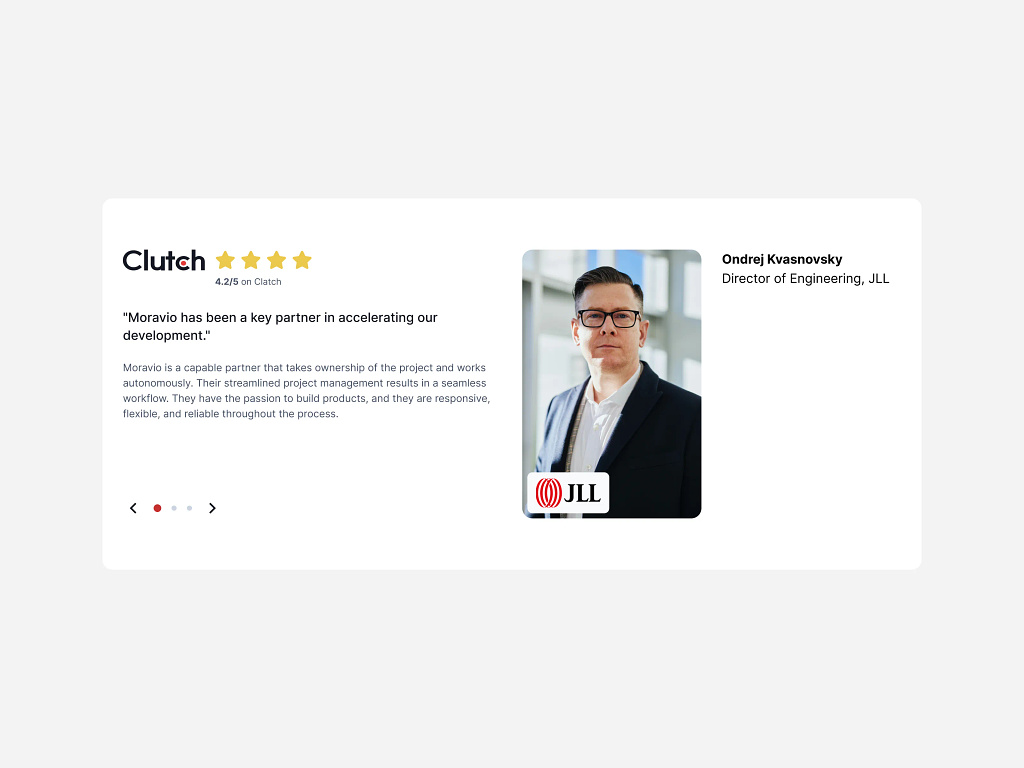 Clutch
4.2/5 on Clatch
"Moravio has been a key partner in accelerating our
development."
Moravio is a capable partner that takes ownership of the project and works
autonomously. Their streamlined project management results in a seamless
workflow. They have the passion to build products, and they are responsive,
flexible, and reliable throughout the process.
JLL
Ondrej Kvasnovsky
Director of Engineering, JLL